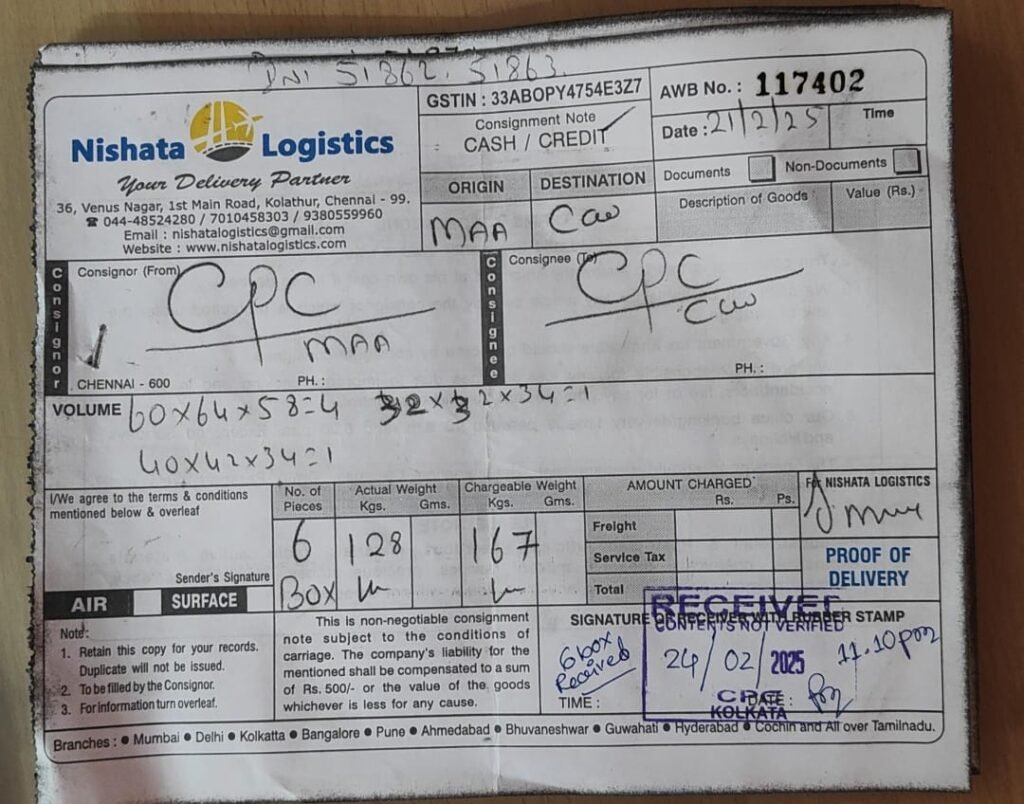 DNI 51862. 51863.
Nishata Logistics
Your Delivery Partner
36, Venus Nagar, 1st Main Road, Kolathur, Chennai - 99.
☎ 044-48524280 / 7010458303 / 9380559960
Email : nishatalogistics@gmail.com
Website : www.nishatalogistics.com
GSTIN : 33ABOPY4754E3Z7
Consignment Note
CASH / CREDIT
AWB No. : 117402
Date : 21/2/25 Time
Documents Non-Documents
ORIGIN DESTINATION
MAA
Description of Goods : Value (Rs.)
Consignor
Consignor (From)
CPC
MAA
CHENNAI - 600 PH. :
Consignee
Consignee (To)
CPC
PH. :
VOLUME 60x64x58=4 32x32x34=1
40x42x34=1
I/We agree to the terms & conditions
mentioned below & overleaf
Sender's Signature
AIR SURFACE
No. of Pieces
6
BOX
Actual Weight
Kgs. Gms.
128
Chargeable Weight
Kgs. Gms.
167
AMOUNT CHARGED
Rs. Ps.
Freight
Service Tax
Total
For NISHATA LOGISTICS
PROOF OF
DELIVERY
Note:
1. Retain this copy for your records.
Duplicate will not be issued.
2. To be filled by the Consignor.
3. For information turn overleaf.
This is non-negotiable consignment
note subject to the conditions of
carriage. The company's liability for the
mentioned shall be compensated to a sum
of Rs. 500/- or the value of the goods
whichever is less for any cause.
SIGNATURE OF RECEIVER WITH RUBBER STAMP
6 box
Received
TIME :
DATE :
RECEIVED
CONTENTS NOT VERIFIED
24/02/2025
11.10pm
CPC
KOLKATA
Branches : ● Mumbai ● Delhi ● Kolkatta ● Bangalore ● Pune ● Ahmedabad ● Bhuvaneshwar ● Guwahati ● Hyderabad ● Cochin and All over Tamilnadu.